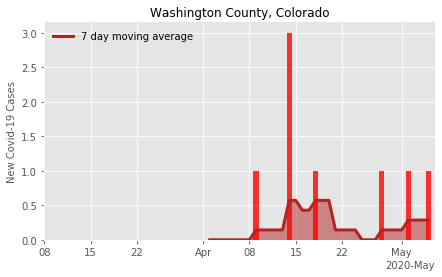 Washington County, Colorado
7 day moving average
New Covid-19 Cases
3.0
2.5
2.0
1.5
1.0
0.5
0.0
08 15 22 Apr 08 15 22 May
2020-May